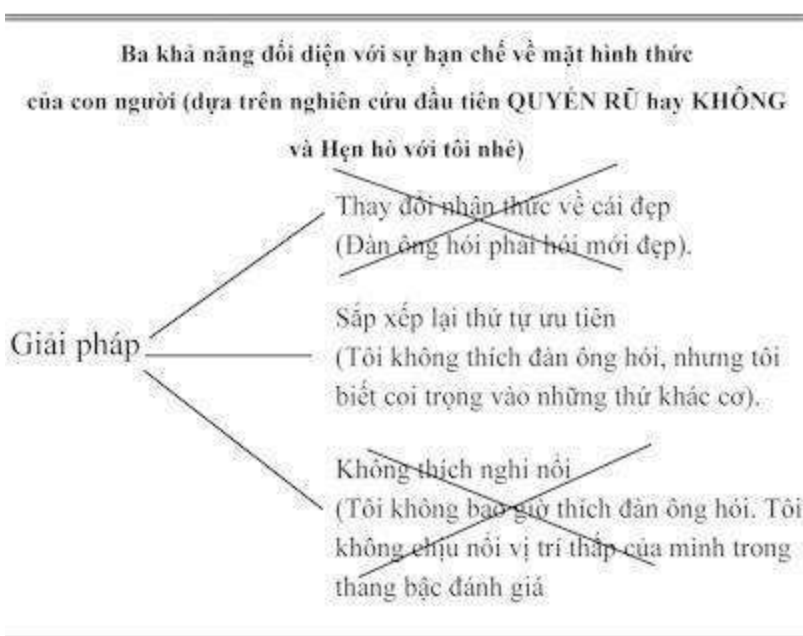 Ba khả năng đối diện với sự hạn chế về mặt hình thức
của con người (dựa trên nghiên cứu đầu tiên QUYẾN RŨ hay KHÔNG
và Hẹn hò với tôi nhé)
Thay đổi nhận thức về cái đẹp
(Đàn ông hói phải hói mới đẹp).
Giải pháp
Sắp xếp lại thứ tự ưu tiên
(Tôi không thích đàn ông hói, nhưng tôi
biết coi trọng vào những thứ khác cơ).
Không thích nghi nổi
(Tôi không bao giờ thích đàn ông hói. Tôi
không chịu nổi vị trí thấp của mình trong
thang bậc đánh giá